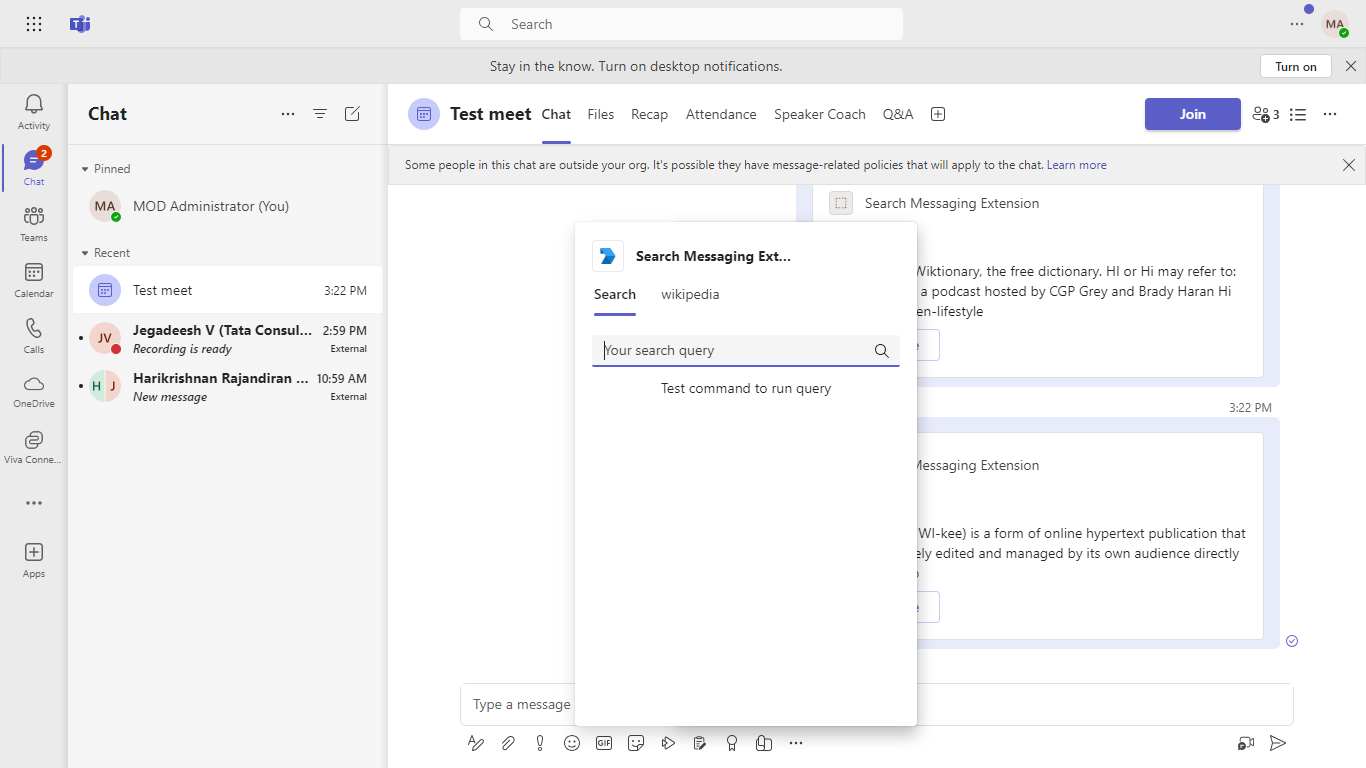 Search
MA
Stay in the know. Turn on desktop notifications.
Turn on
Activity
2
Chat
Teams
Calendar
Calls
OneDrive
Viva Conne...
Apps
Chat
Pinned
MA
MOD Administrator (You)
Recent
Test meet
3:22 PM
JV
Jegadeesh V (Tata Consul...
2:59 PM
Recording is ready
External
H J
Harikrishnan Rajandiran ...
10:59 AM
New message
External
Test meet
Chat
Files
Recap
Attendance
Speaker Coach
Q&A
Join
3
Some people in this chat are outside your org. It's possible they have message-related policies that will apply to the chat. Learn more
Search Messaging Extension
Wiktionary, the free dictionary. HI or Hi may refer to:
a podcast hosted by CGP Grey and Brady Haran Hi
en-lifestyle
3:22 PM
Messaging Extension
WI-kee) is a form of online hypertext publication that
ely edited and managed by its own audience directly
Search Messaging Ext...
Search
wikipedia
Your search query
Test command to run query
Type a message
GIF